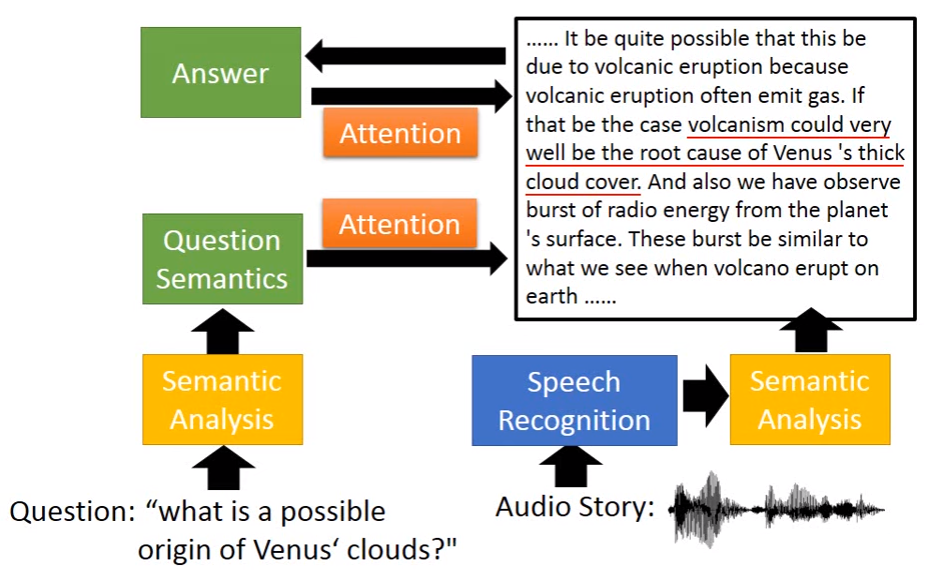 Answer
Attention
...... It be quite possible that this be
due to volcanic eruption because
volcanic eruption often emit gas. If
that be the case volcanism could very
well be the root cause of Venus 's thick
cloud cover. And also we have observe
burst of radio energy from the planet
's surface. These burst be similar to
what we see when volcano erupt on
earth ......
Attention
Question
Semantics
Semantic
Analysis
Speech
Recognition
Semantic
Analysis
Question: “what is a possible
origin of Venus‘ clouds?"
Audio Story: